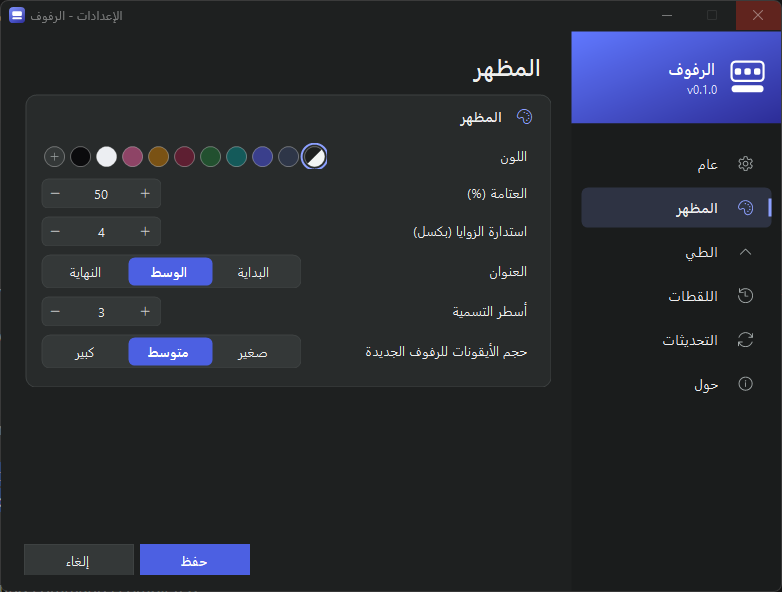 الإعدادات - الرفوف
الرفوف
v0.1.0
عام
المظهر
الطي
اللقطات
التحديثات
حول
المظهر
المظهر
اللون
العتامة (%)
+ 50 −
استدارة الزوايا (بكسل)
+ 4 −
العنوان
البداية الوسط النهاية
أسطر التسمية
+ 3 −
حجم الأيقونات للرفوف الجديدة
صغير متوسط كبير
حفظ
إلغاء